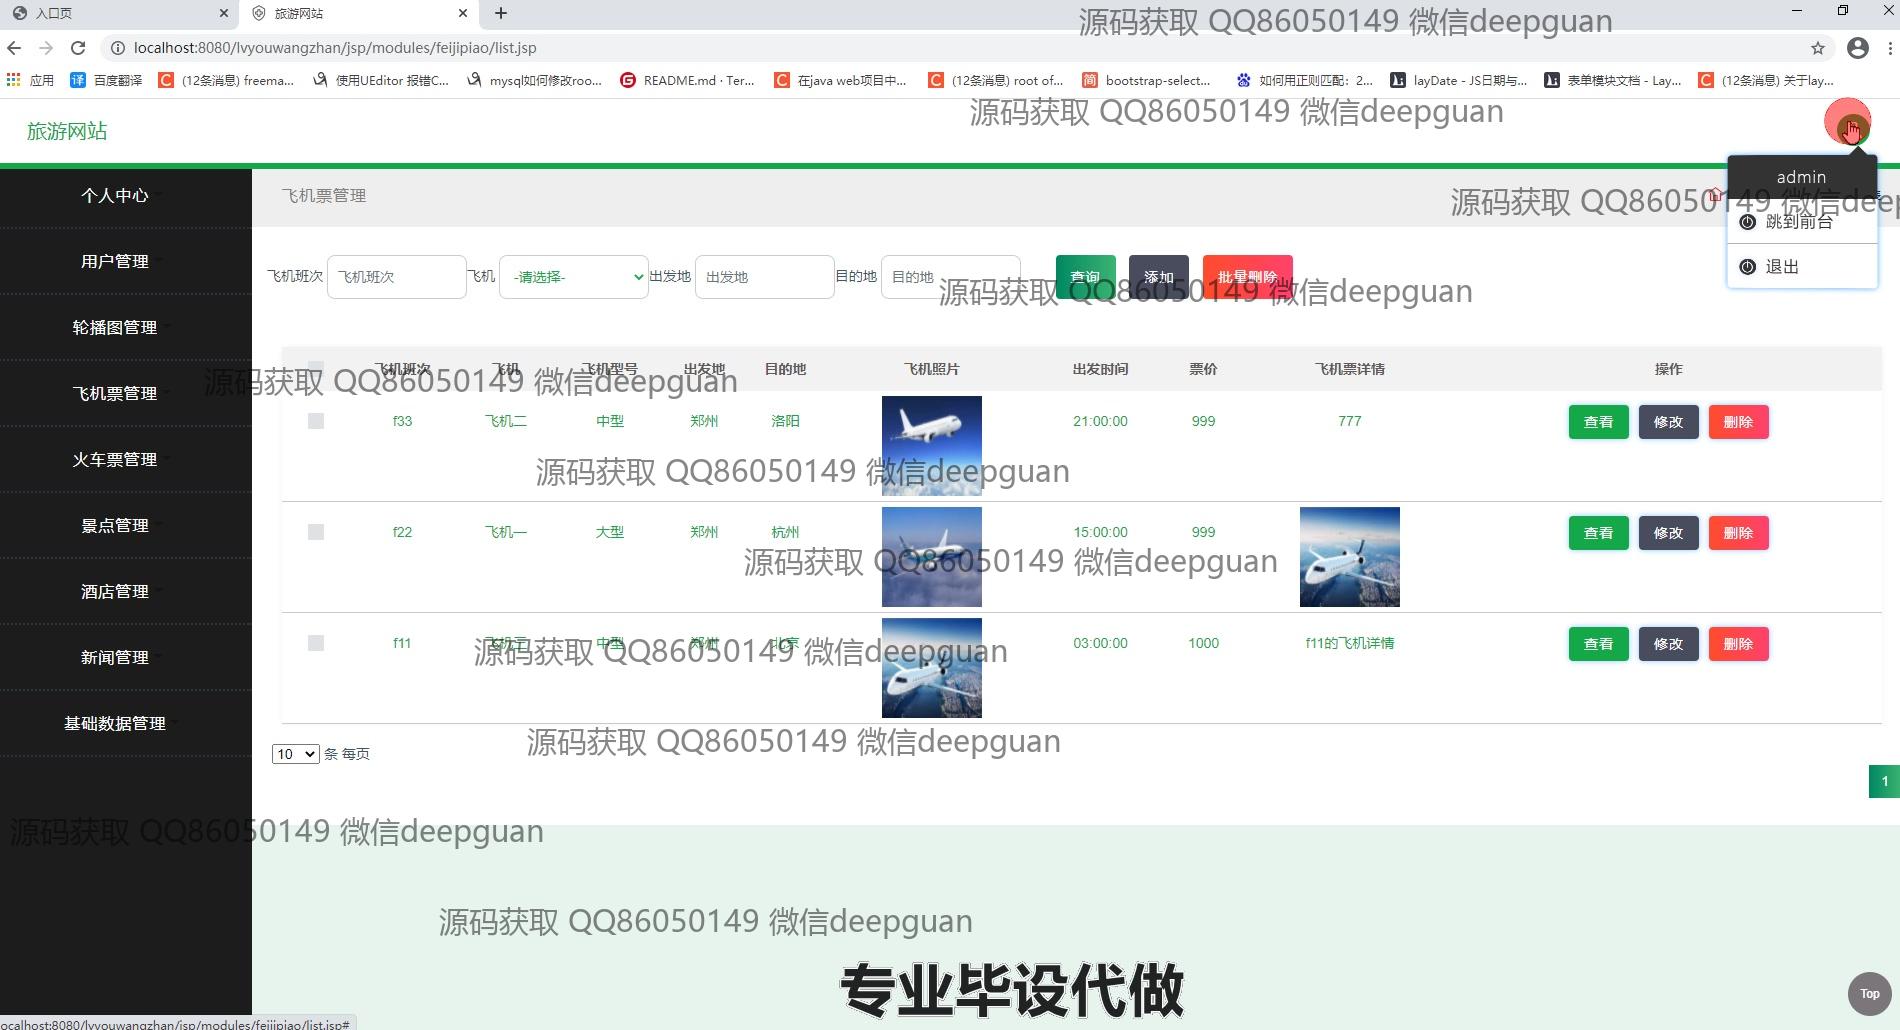 入口页
旅游网站
localhost:8080/lvyouwangzhan/jsp/modules/feijipiao/list.jsp
应用
百度翻译
(12条消息) freema...
使用UEditor 报错C...
mysql如何修改roo...
README.md · Ter...
在java web项目中...
(12条消息) root of...
bootstrap-select...
如何用正则匹配：2...
layDate - JS日期与...
表单模块文档 - Lay...
(12条消息) 关于lay...
源码获取 QQ86050149 微信deepguan
源码获取 QQ86050149 微信deepguan
旅游网站
admin
跳到前台
退出
个人中心
用户管理
轮播图管理
飞机票管理
火车票管理
景点管理
酒店管理
新闻管理
基础数据管理
飞机票管理
源码获取 QQ86050149 微信deep
飞机班次 飞机班次 飞机 -请选择- 出发地 出发地 目的地 目的地 查询 添加 批量删除
源码获取 QQ86050149 微信deepguan
飞机班次 飞机 飞机型号 出发地 目的地 飞机照片 出发时间 票价 飞机票详情 操作
源码获取 QQ86050149 微信deepguan
f33 飞机二 中型 郑州 洛阳 21:00:00 999 777 查看 修改 删除
源码获取 QQ86050149 微信deepguan
f22 飞机一 大型 郑州 杭州 15:00:00 999 查看 修改 删除
源码获取 QQ86050149 微信deepguan
f11 飞机三 中型 郑州 北京 03:00:00 1000 f11的飞机详情 查看 修改 删除
源码获取 QQ86050149 微信deepguan
源码获取 QQ86050149 微信deepguan
10 条 每页
1
源码获取 QQ86050149 微信deepguan
源码获取 QQ86050149 微信deepguan
专业毕设代做
Top
ocalhost:8080/lvyouwangzhan/jsp/modules/feijipiao/list.jsp#